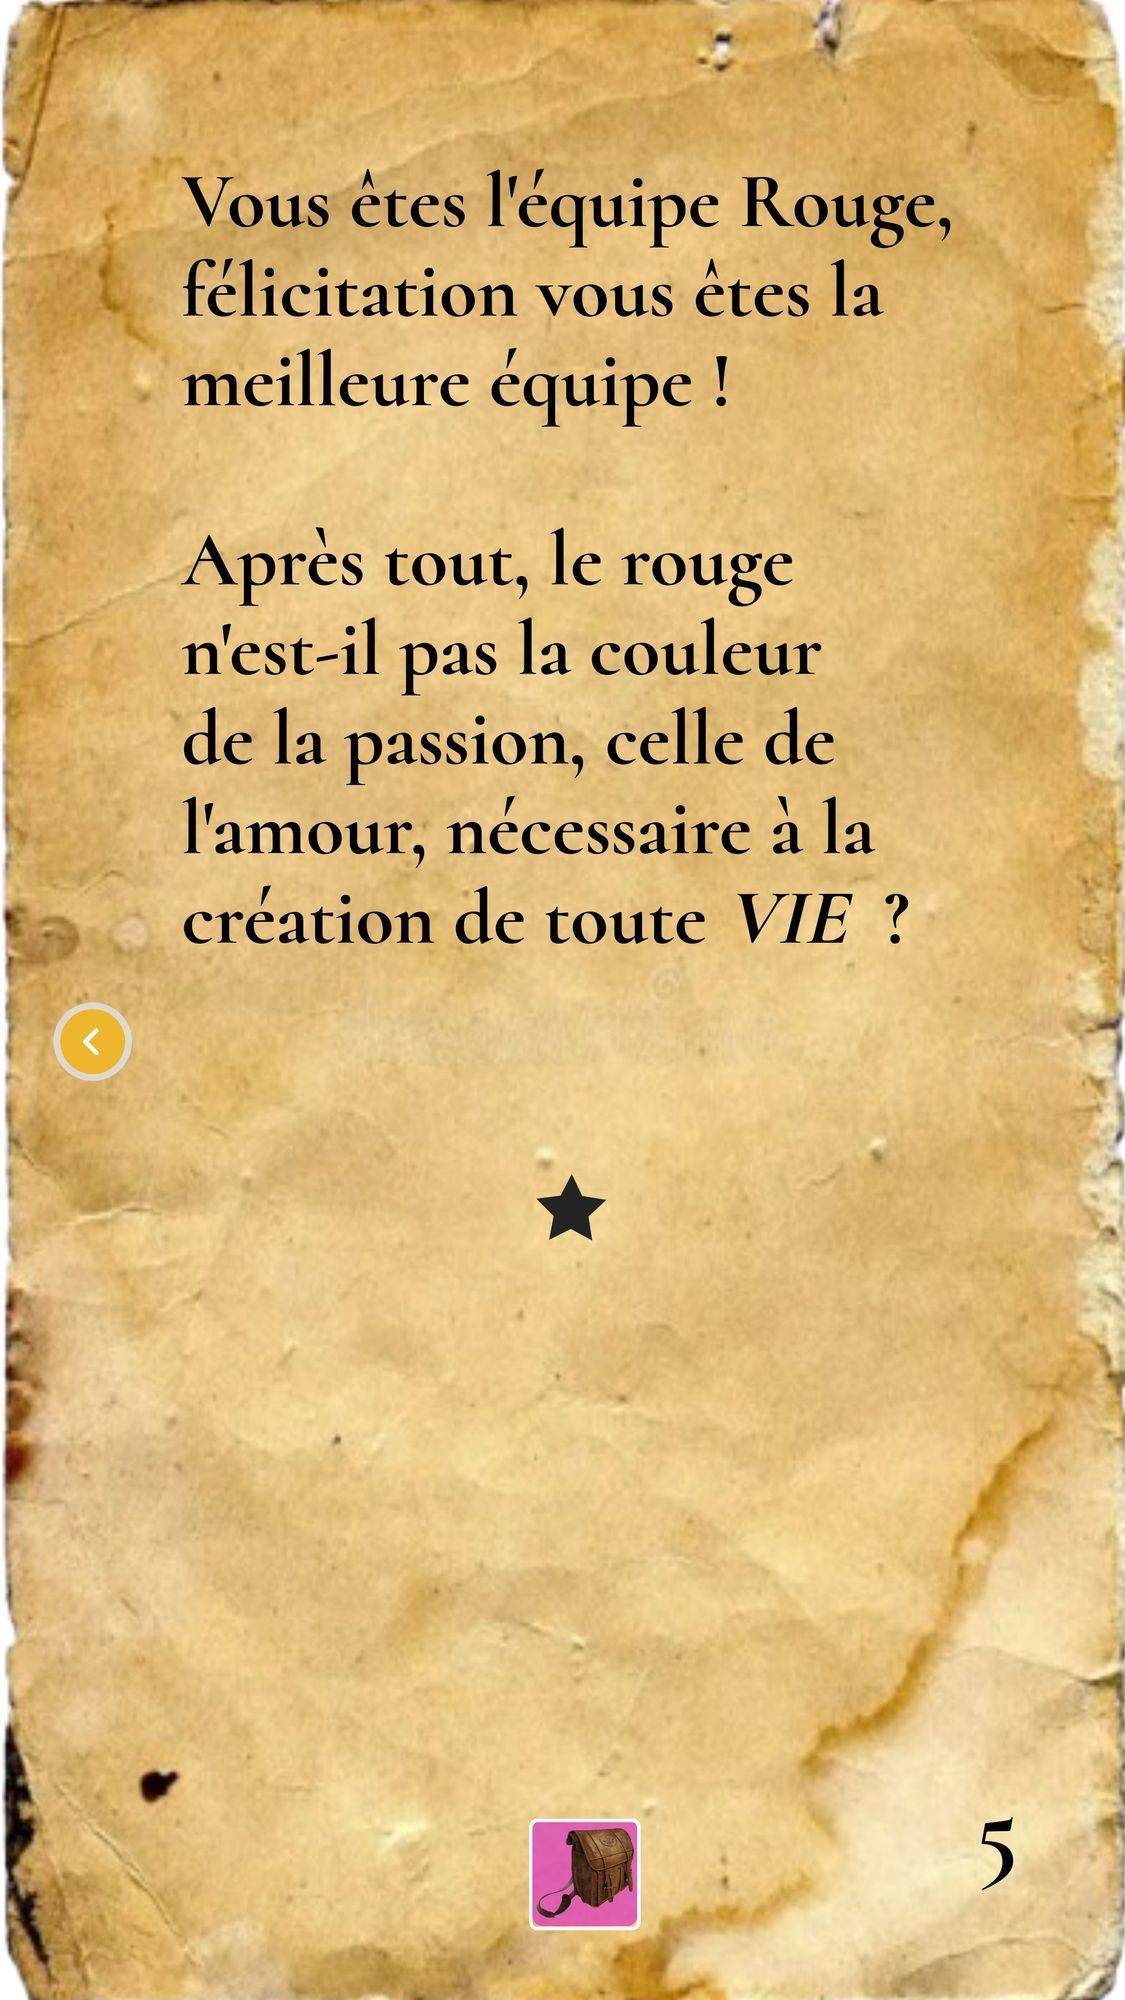 Vous êtes l'équipe Rouge,
félicitation vous êtes la
meilleure équipe !
Après tout, le rouge
n'est-il pas la couleur
de la passion, celle de
l'amour, nécessaire à la
création de toute VIE ?
5